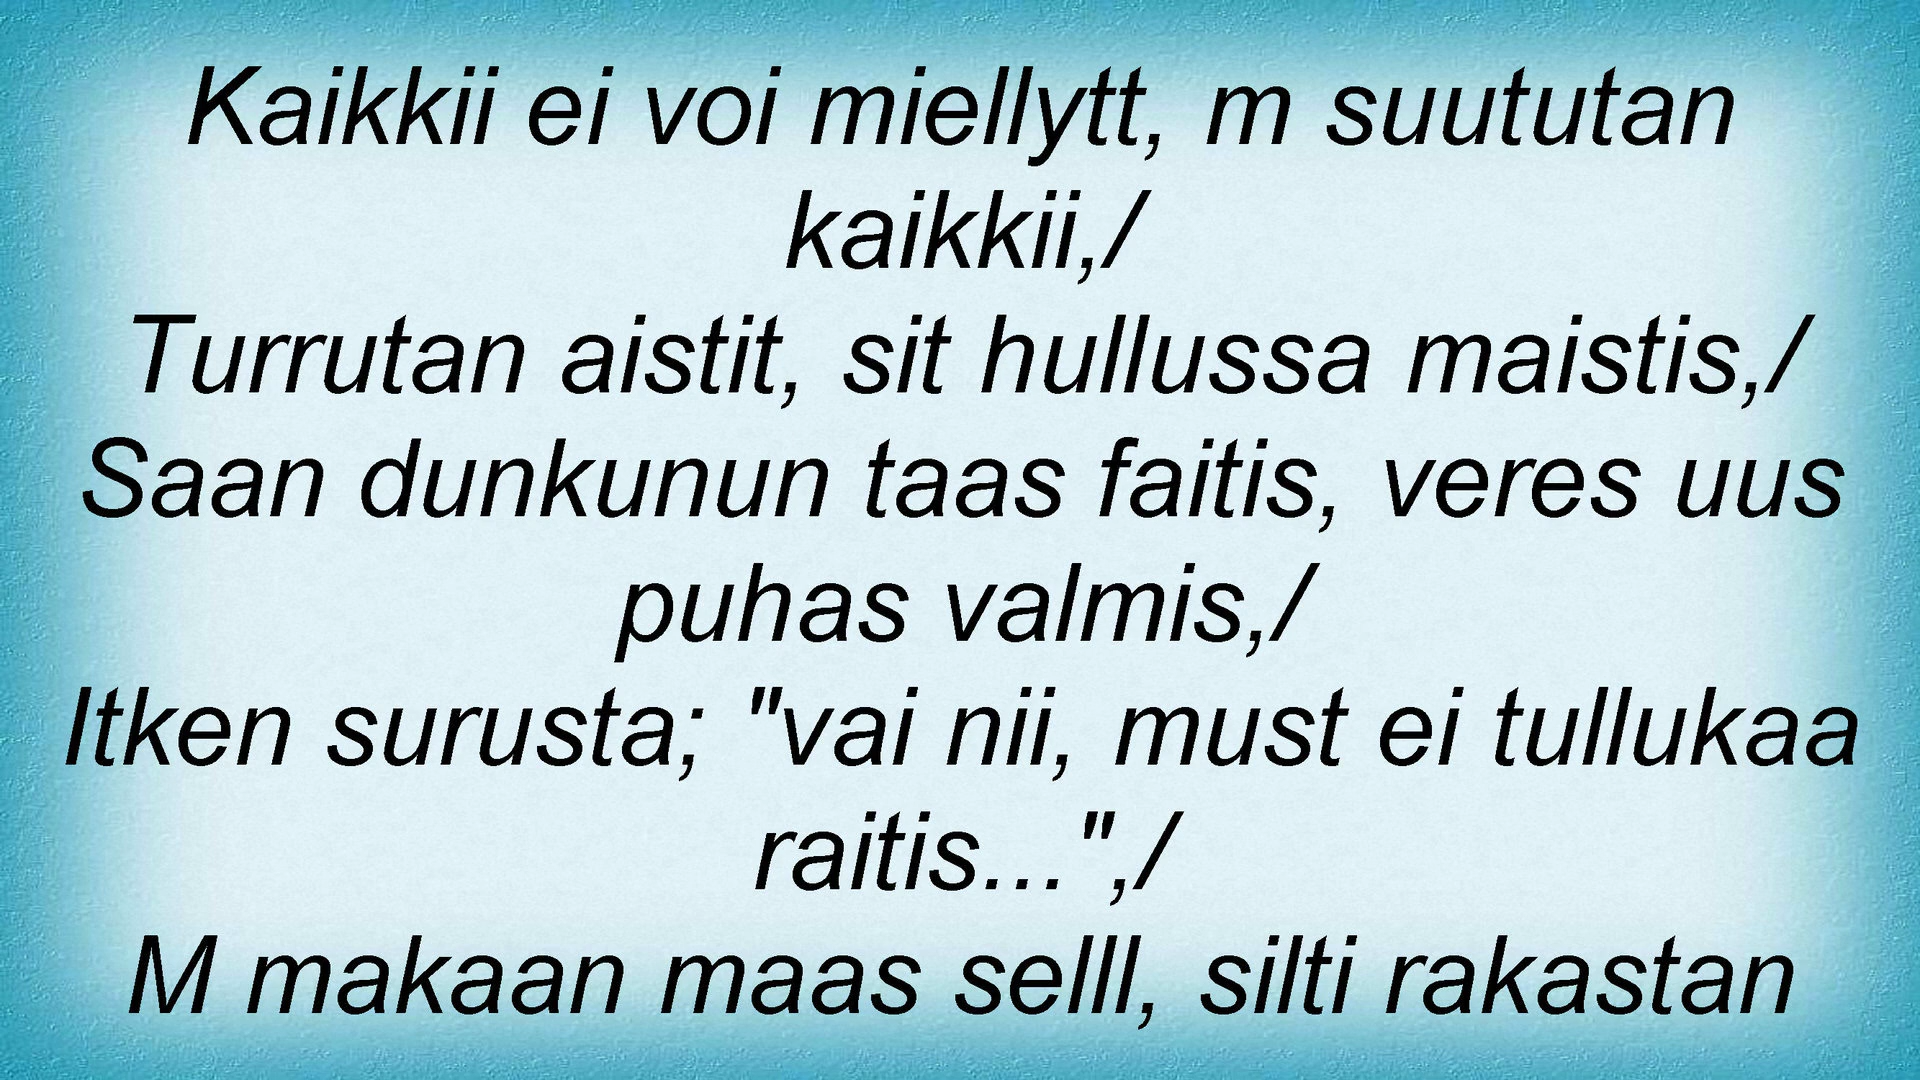 Kaikkii ei voi miellytt, m suututan
kaikkii,/
Turrutan aistit, sit hullussa maistis,/
Saan dunkunun taas faitis, veres uus
puhas valmis,/
Itken surusta; "vai nii, must ei tullukaa
raitis...",/
M makaan maas selll, silti rakastan